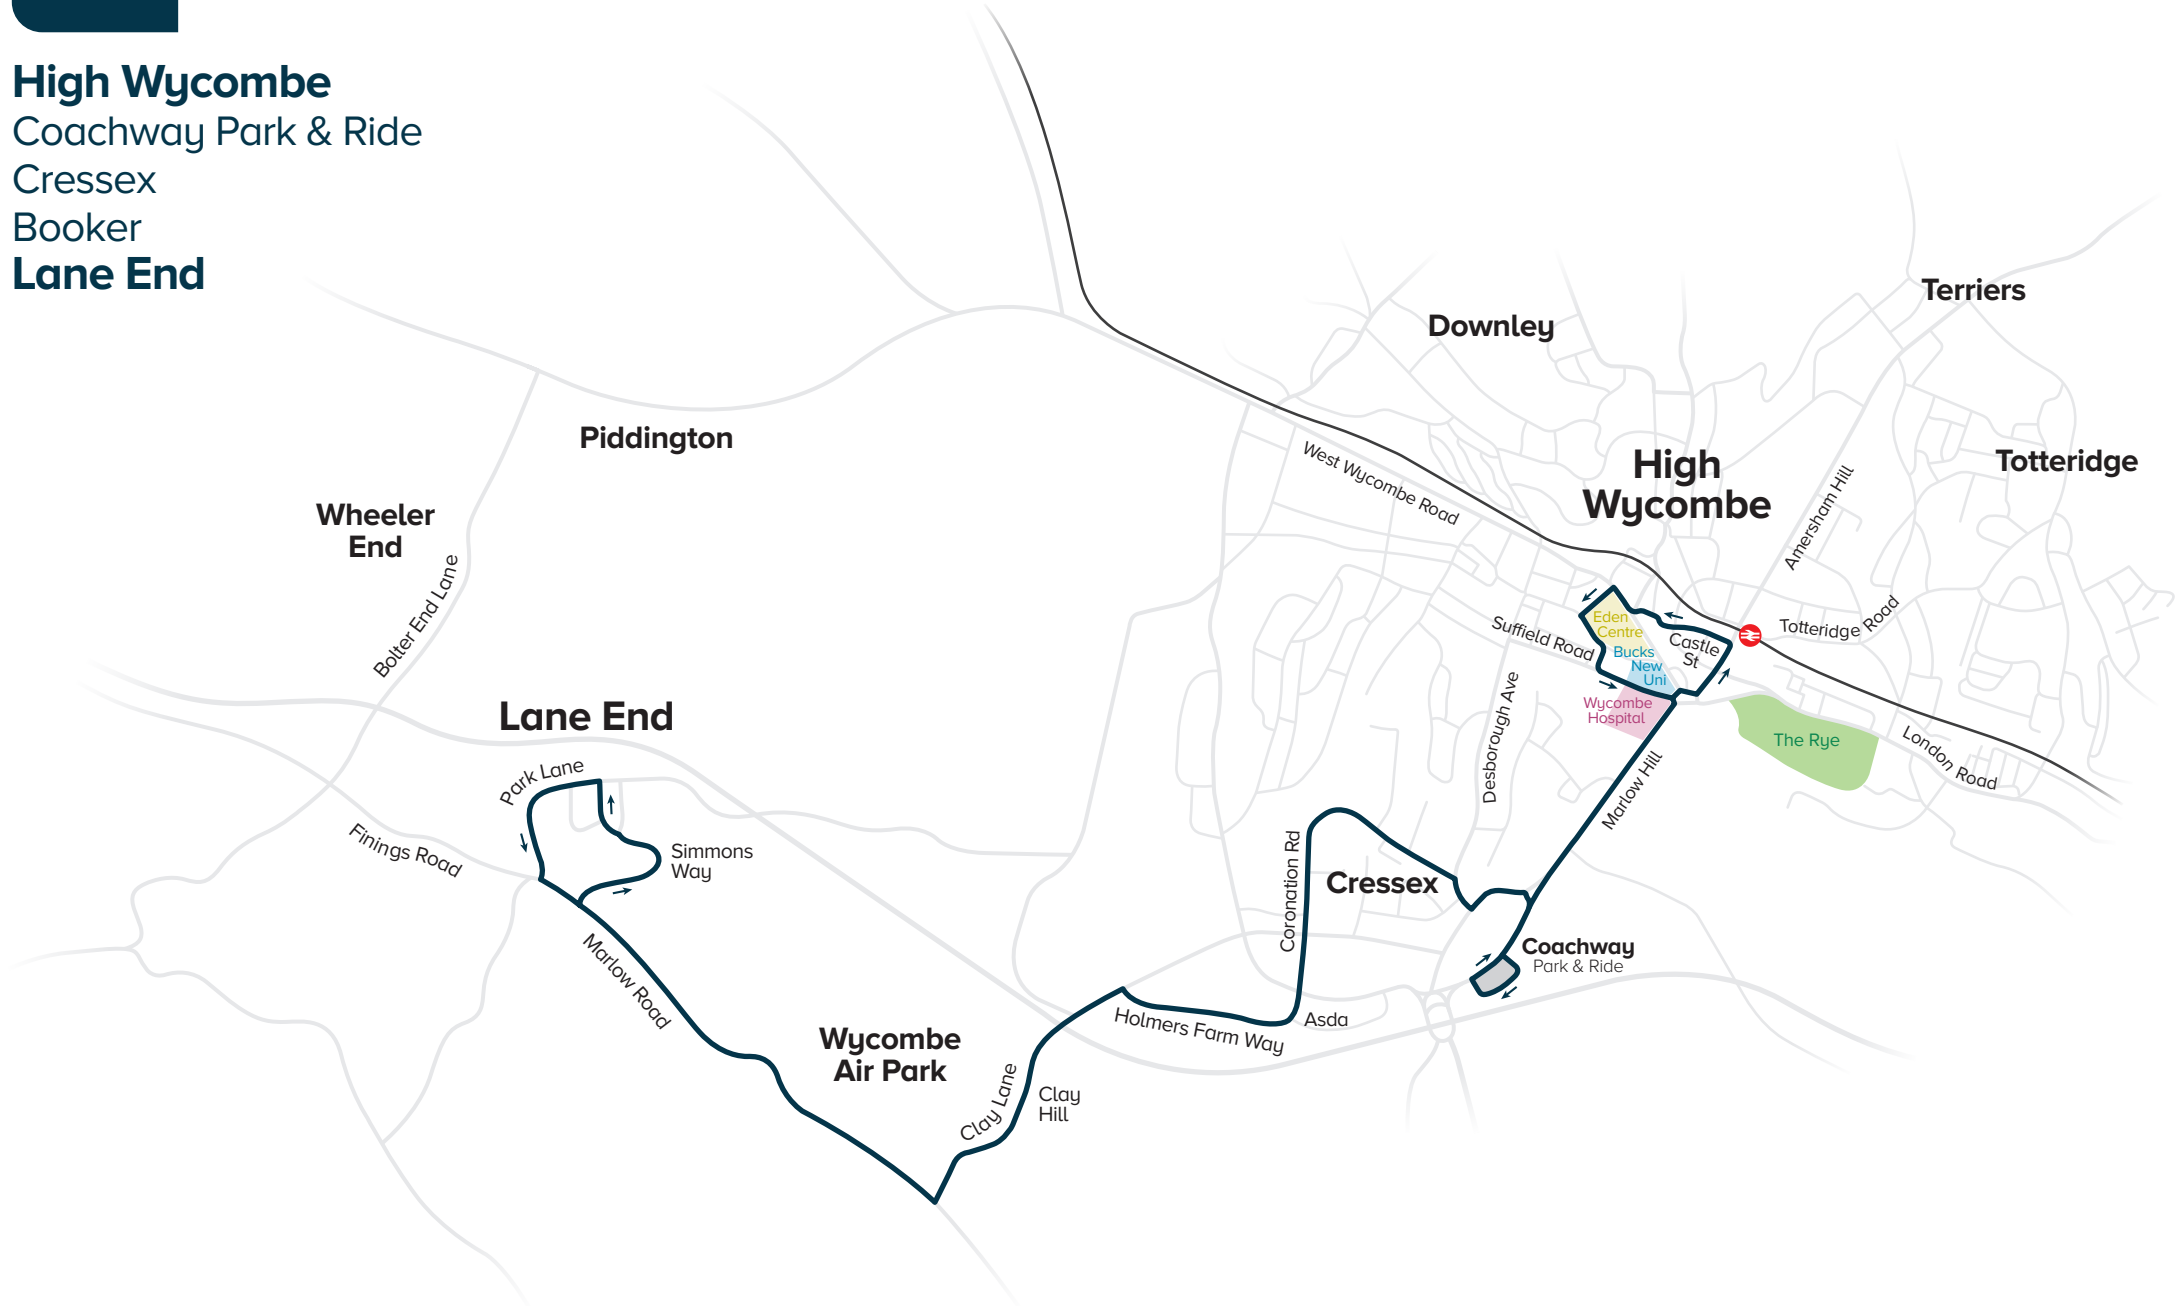 High Wycombe
Coachway Park & Ride
Cressex
Booker
Lane End
Terriers
Downley
Piddington
High
Wycombe
Totteridge
West Wycombe Road
Amersham Hill
Wheeler
End
Bolter End Lane
Eden
Centre
Castle
St
Totteridge Road
Suffield Road
Bucks
New
Uni
Wycombe
Hospital
Desborough Ave
Lane End
The Rye
London Road
Park Lane
Marlow Hill
Finings Road
Simmons
Way
Coronation Rd
Cressex
Coachway
Park & Ride
Marlow Road
Asda
Holmers Farm Way
Wycombe
Air Park
Clay Lane
Clay
Hill